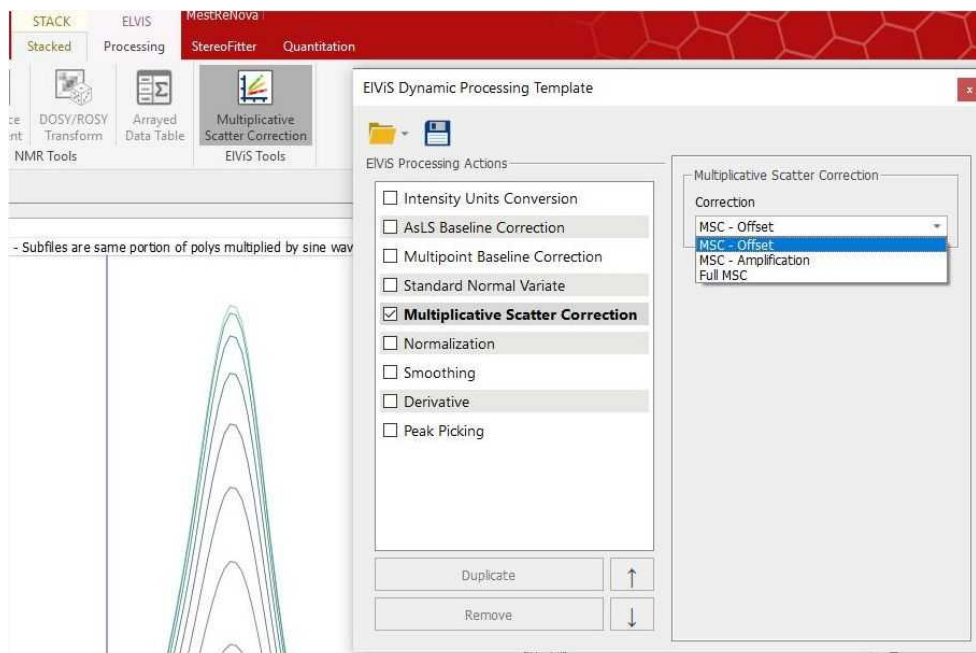 STACK ELVIS MestReNova
Stacked Processing StereoFitter Quantitation
DOSY/ROSY Transform
Arrayed Data Table
Multiplicative Scatter Correction
NMR Tools
ElViS Tools
- Subfiles are same portion of polys multiplied by sine wav
ElViS Dynamic Processing Template
x
ElViS Processing Actions
Intensity Units Conversion
AsLS Baseline Correction
Multipoint Baseline Correction
Standard Normal Variate
Multiplicative Scatter Correction
Normalization
Smoothing
Derivative
Peak Picking
Duplicate
Remove
Multiplicative Scatter Correction
Correction
MSC - Offset
MSC - Offset
MSC - Amplification
Full MSC